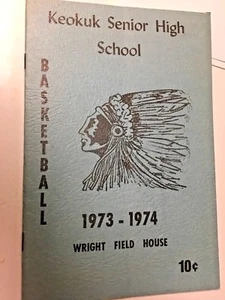 Keokuk Senior High
School
BASKETBALL
1973 - 1974
WRIGHT FIELD HOUSE
10¢